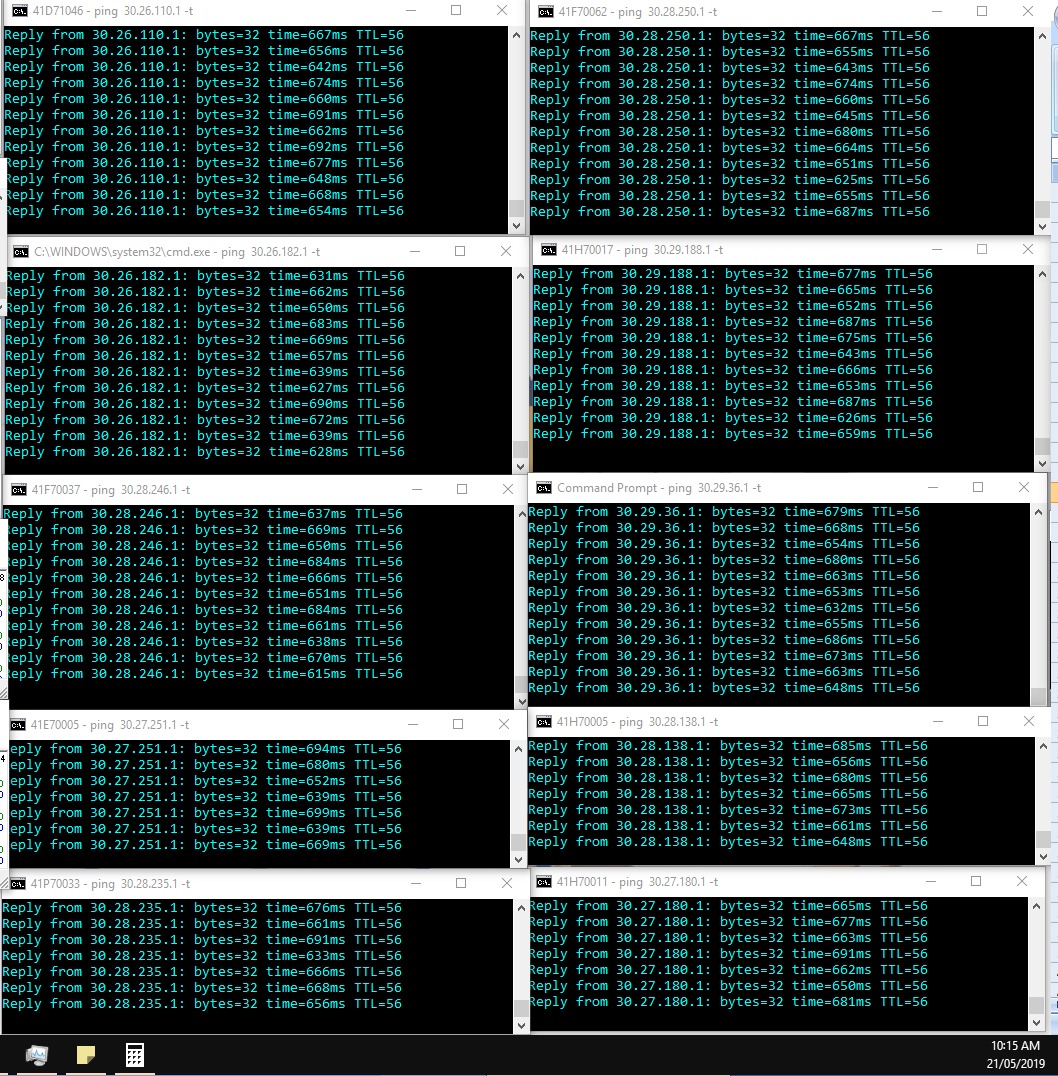 41D71046 - ping 30.26.110.1 -t
Reply from 30.26.110.1: bytes=32 time=667ms TTL=56
Reply from 30.26.110.1: bytes=32 time=656ms TTL=56
Reply from 30.26.110.1: bytes=32 time=642ms TTL=56
Reply from 30.26.110.1: bytes=32 time=674ms TTL=56
Reply from 30.26.110.1: bytes=32 time=660ms TTL=56
Reply from 30.26.110.1: bytes=32 time=691ms TTL=56
Reply from 30.26.110.1: bytes=32 time=662ms TTL=56
Reply from 30.26.110.1: bytes=32 time=692ms TTL=56
Reply from 30.26.110.1: bytes=32 time=677ms TTL=56
Reply from 30.26.110.1: bytes=32 time=648ms TTL=56
Reply from 30.26.110.1: bytes=32 time=668ms TTL=56
Reply from 30.26.110.1: bytes=32 time=654ms TTL=56
41F70062 - ping 30.28.250.1 -t
Reply from 30.28.250.1: bytes=32 time=667ms TTL=56
Reply from 30.28.250.1: bytes=32 time=655ms TTL=56
Reply from 30.28.250.1: bytes=32 time=643ms TTL=56
Reply from 30.28.250.1: bytes=32 time=674ms TTL=56
Reply from 30.28.250.1: bytes=32 time=660ms TTL=56
Reply from 30.28.250.1: bytes=32 time=645ms TTL=56
Reply from 30.28.250.1: bytes=32 time=680ms TTL=56
Reply from 30.28.250.1: bytes=32 time=664ms TTL=56
Reply from 30.28.250.1: bytes=32 time=651ms TTL=56
Reply from 30.28.250.1: bytes=32 time=625ms TTL=56
Reply from 30.28.250.1: bytes=32 time=655ms TTL=56
Reply from 30.28.250.1: bytes=32 time=687ms TTL=56
C:\WINDOWS\system32\cmd.exe - ping 30.26.182.1 -t
Reply from 30.26.182.1: bytes=32 time=631ms TTL=56
Reply from 30.26.182.1: bytes=32 time=662ms TTL=56
Reply from 30.26.182.1: bytes=32 time=650ms TTL=56
Reply from 30.26.182.1: bytes=32 time=683ms TTL=56
Reply from 30.26.182.1: bytes=32 time=669ms TTL=56
Reply from 30.26.182.1: bytes=32 time=657ms TTL=56
Reply from 30.26.182.1: bytes=32 time=639ms TTL=56
Reply from 30.26.182.1: bytes=32 time=627ms TTL=56
Reply from 30.26.182.1: bytes=32 time=690ms TTL=56
Reply from 30.26.182.1: bytes=32 time=672ms TTL=56
Reply from 30.26.182.1: bytes=32 time=639ms TTL=56
Reply from 30.26.182.1: bytes=32 time=628ms TTL=56
41H70017 - ping 30.29.188.1 -t
Reply from 30.29.188.1: bytes=32 time=677ms TTL=56
Reply from 30.29.188.1: bytes=32 time=665ms TTL=56
Reply from 30.29.188.1: bytes=32 time=652ms TTL=56
Reply from 30.29.188.1: bytes=32 time=687ms TTL=56
Reply from 30.29.188.1: bytes=32 time=675ms TTL=56
Reply from 30.29.188.1: bytes=32 time=643ms TTL=56
Reply from 30.29.188.1: bytes=32 time=666ms TTL=56
Reply from 30.29.188.1: bytes=32 time=653ms TTL=56
Reply from 30.29.188.1: bytes=32 time=687ms TTL=56
Reply from 30.29.188.1: bytes=32 time=626ms TTL=56
Reply from 30.29.188.1: bytes=32 time=659ms TTL=56
41F70037 - ping 30.28.246.1 -t
Reply from 30.28.246.1: bytes=32 time=637ms TTL=56
Reply from 30.28.246.1: bytes=32 time=669ms TTL=56
eply from 30.28.246.1: bytes=32 time=650ms TTL=56
eply from 30.28.246.1: bytes=32 time=684ms TTL=56
eply from 30.28.246.1: bytes=32 time=666ms TTL=56
eply from 30.28.246.1: bytes=32 time=651ms TTL=56
eply from 30.28.246.1: bytes=32 time=684ms TTL=56
eply from 30.28.246.1: bytes=32 time=661ms TTL=56
eply from 30.28.246.1: bytes=32 time=638ms TTL=56
eply from 30.28.246.1: bytes=32 time=670ms TTL=56
eply from 30.28.246.1: bytes=32 time=615ms TTL=56
Command Prompt - ping 30.29.36.1 -t
Reply from 30.29.36.1: bytes=32 time=679ms TTL=56
Reply from 30.29.36.1: bytes=32 time=668ms TTL=56
Reply from 30.29.36.1: bytes=32 time=654ms TTL=56
Reply from 30.29.36.1: bytes=32 time=680ms TTL=56
Reply from 30.29.36.1: bytes=32 time=663ms TTL=56
Reply from 30.29.36.1: bytes=32 time=653ms TTL=56
Reply from 30.29.36.1: bytes=32 time=632ms TTL=56
Reply from 30.29.36.1: bytes=32 time=655ms TTL=56
Reply from 30.29.36.1: bytes=32 time=686ms TTL=56
Reply from 30.29.36.1: bytes=32 time=673ms TTL=56
Reply from 30.29.36.1: bytes=32 time=663ms TTL=56
Reply from 30.29.36.1: bytes=32 time=648ms TTL=56
41E70005 - ping 30.27.251.1 -t
eply from 30.27.251.1: bytes=32 time=694ms TTL=56
eply from 30.27.251.1: bytes=32 time=680ms TTL=56
eply from 30.27.251.1: bytes=32 time=652ms TTL=56
eply from 30.27.251.1: bytes=32 time=639ms TTL=56
eply from 30.27.251.1: bytes=32 time=699ms TTL=56
eply from 30.27.251.1: bytes=32 time=639ms TTL=56
eply from 30.27.251.1: bytes=32 time=669ms TTL=56
41H70005 - ping 30.28.138.1 -t
Reply from 30.28.138.1: bytes=32 time=685ms TTL=56
Reply from 30.28.138.1: bytes=32 time=656ms TTL=56
Reply from 30.28.138.1: bytes=32 time=680ms TTL=56
Reply from 30.28.138.1: bytes=32 time=665ms TTL=56
Reply from 30.28.138.1: bytes=32 time=673ms TTL=56
Reply from 30.28.138.1: bytes=32 time=661ms TTL=56
Reply from 30.28.138.1: bytes=32 time=648ms TTL=56
41P70033 - ping 30.28.235.1 -t
Reply from 30.28.235.1: bytes=32 time=676ms TTL=56
Reply from 30.28.235.1: bytes=32 time=661ms TTL=56
Reply from 30.28.235.1: bytes=32 time=691ms TTL=56
Reply from 30.28.235.1: bytes=32 time=633ms TTL=56
Reply from 30.28.235.1: bytes=32 time=666ms TTL=56
Reply from 30.28.235.1: bytes=32 time=668ms TTL=56
Reply from 30.28.235.1: bytes=32 time=656ms TTL=56
41H70011 - ping 30.27.180.1 -t
Reply from 30.27.180.1: bytes=32 time=665ms TTL=56
Reply from 30.27.180.1: bytes=32 time=677ms TTL=56
Reply from 30.27.180.1: bytes=32 time=663ms TTL=56
Reply from 30.27.180.1: bytes=32 time=691ms TTL=56
Reply from 30.27.180.1: bytes=32 time=662ms TTL=56
Reply from 30.27.180.1: bytes=32 time=650ms TTL=56
Reply from 30.27.180.1: bytes=32 time=681ms TTL=56
10:15 AM
21/05/2019